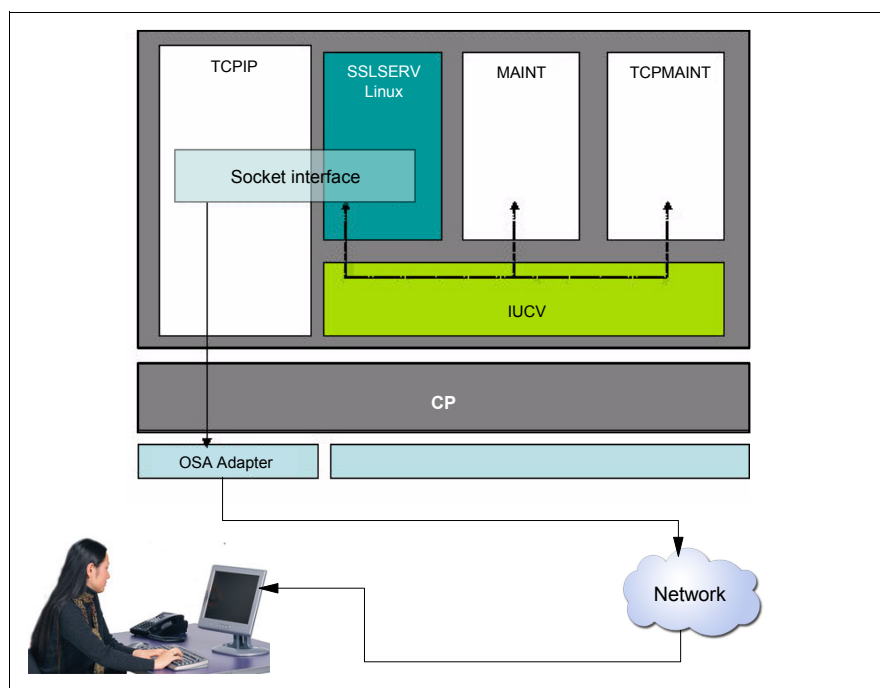 TCPIP
SSLSERV
Linux
MAINT
TCPMAINT
Socket interface
IUCV
CP
OSA Adapter
Network